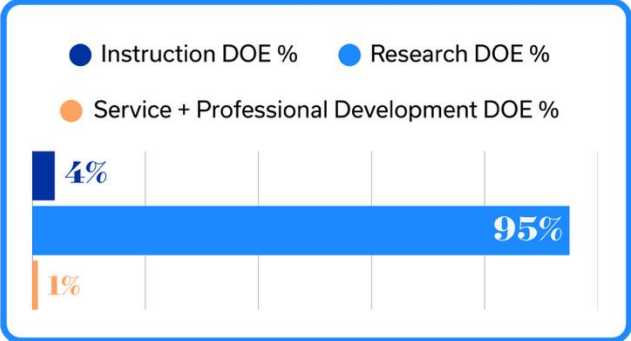 Instruction DOE %
Research DOE %
Service + Professional Development DOE %
4%
95%
1%